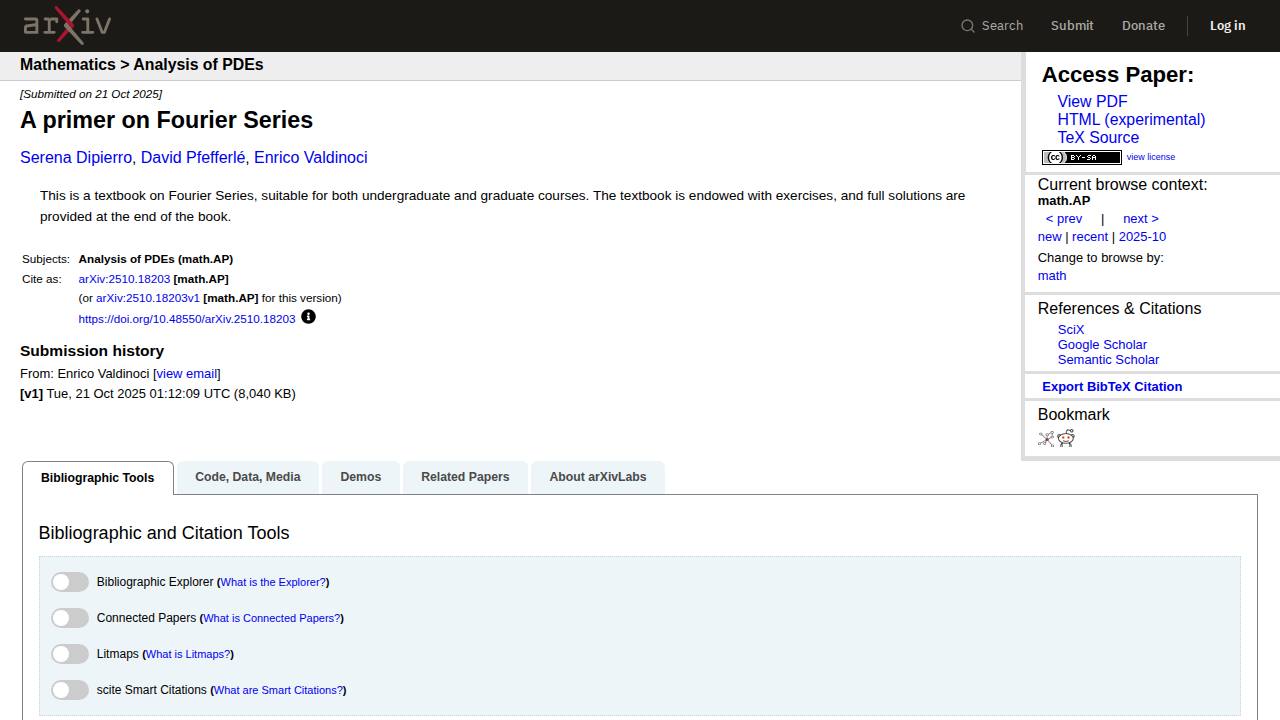 arXiv
Search
Submit
Donate
Log in
Mathematics > Analysis of PDEs
[Submitted on 21 Oct 2025]
A primer on Fourier Series
Serena Dipierro, David Pfefferlé, Enrico Valdinoci
This is a textbook on Fourier Series, suitable for both undergraduate and graduate courses. The textbook is endowed with exercises, and full solutions are
provided at the end of the book.
Subjects: Analysis of PDEs (math.AP)
Cite as: arXiv:2510.18203 [math.AP]
(or arXiv:2510.18203v1 [math.AP] for this version)
https://doi.org/10.48550/arXiv.2510.18203
Submission history
From: Enrico Valdinoci [view email]
[v1] Tue, 21 Oct 2025 01:12:09 UTC (8,040 KB)
Access Paper:
View PDF
HTML (experimental)
TeX Source
(cc) BY-SA view license
Current browse context:
math.AP
< prev | next >
new | recent | 2025-10
Change to browse by:
math
References & Citations
SciX
Google Scholar
Semantic Scholar
Export BibTeX Citation
Bookmark
Bibliographic Tools
Code, Data, Media
Demos
Related Papers
About arXivLabs
Bibliographic and Citation Tools
Bibliographic Explorer (What is the Explorer?)
Connected Papers (What is Connected Papers?)
Litmaps (What is Litmaps?)
scite Smart Citations (What are Smart Citations?)